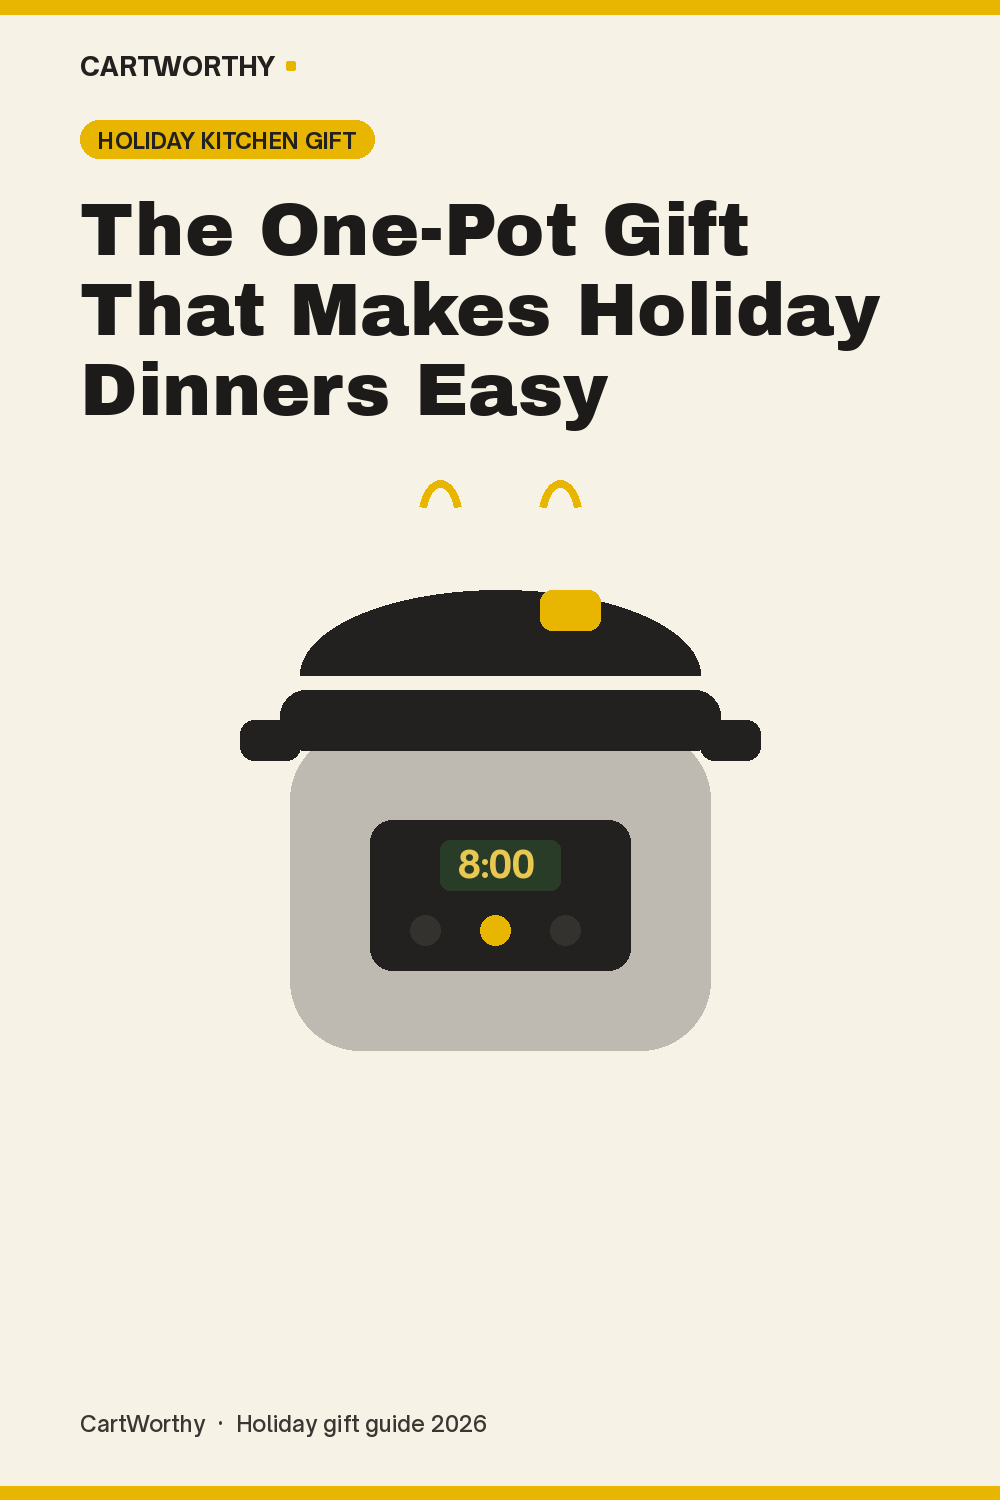 CARTWORTHY
HOLIDAY KITCHEN GIFT
The One-Pot Gift
That Makes Holiday
Dinners Easy
8:00
CartWorthy · Holiday gift guide 2026